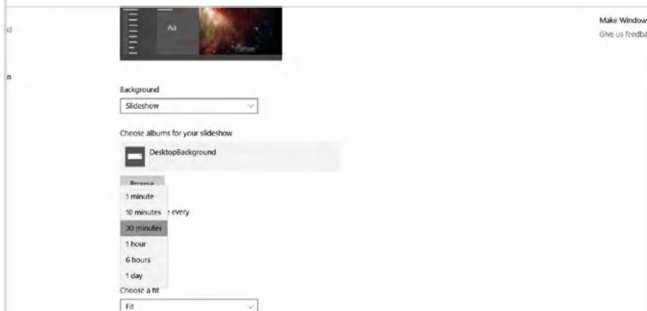 Aa
Make Window
Give us feedba
Background
Slideshow
Choose albums for your slideshow
DesktopBackground
Browse
1 minute
10 minutes
every
30 minutes
1 hour
6 hours
1 day
Choose a fit
Fit